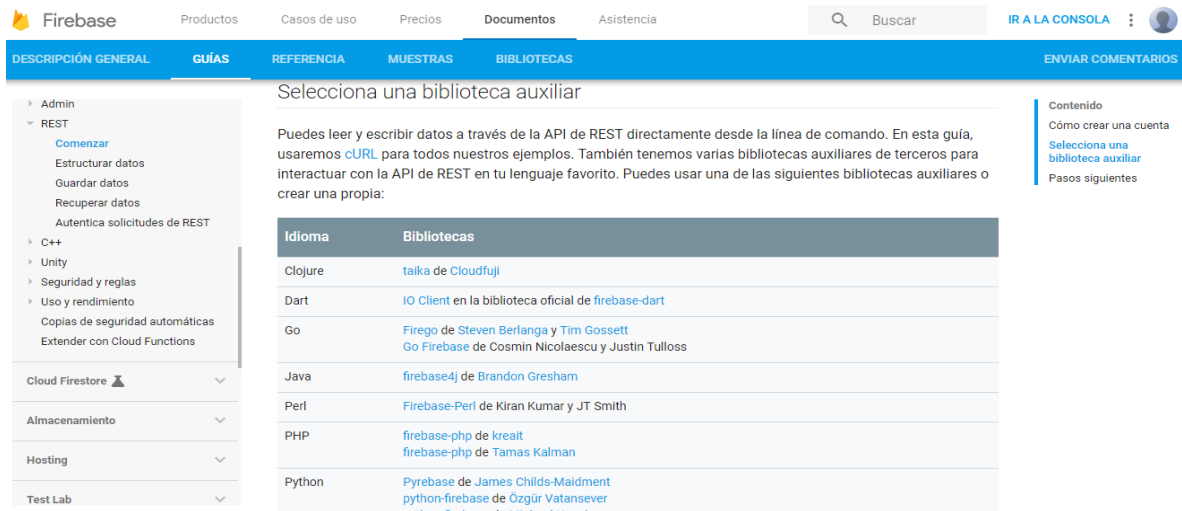 Firebase
Productos
Casos de uso
Precios
Documentos
Asistencia
Buscar
IR A LA CONSOLA
DESCRIPCIÓN GENERAL
GUÍAS
REFERENCIA
MUESTRAS
BIBLIOTECAS
ENVIAR COMENTARIOS
Admin
REST
Comenzar
Estructurar datos
Guardar datos
Recuperar datos
Autentica solicitudes de REST
C++
Unity
Seguridad y reglas
Uso y rendimiento
Copias de seguridad automáticas
Extender con Cloud Functions
Cloud Firestore
Almacenamiento
Hosting
Test Lab
Selecciona una biblioteca auxiliar
Puedes leer y escribir datos a través de la API de REST directamente desde la línea de comando. En esta guía,
usaremos cURL para todos nuestros ejemplos. También tenemos varias bibliotecas auxiliares de terceros para
interactuar con la API de REST en tu lenguaje favorito. Puedes usar una de las siguientes bibliotecas auxiliares o
crear una propia:
Idioma Bibliotecas
Clojure taika de Cloudfuji
Dart IO Client en la biblioteca oficial de firebase-dart
Go Firego de Steven Berlanga y Tim Gossett
Go Firebase de Cosmin Nicolaescu y Justin Tulloss
Java firebase4j de Brandon Gresham
Perl Firebase-Perl de Kiran Kumar y JT Smith
PHP firebase-php de kreait
firebase-php de Tamas Kalman
Python Pyrebase de James Childs-Maidment
python-firebase de Özgür Vatansever
Contenido
Cómo crear una cuenta
Selecciona una
biblioteca auxiliar
Pasos siguientes